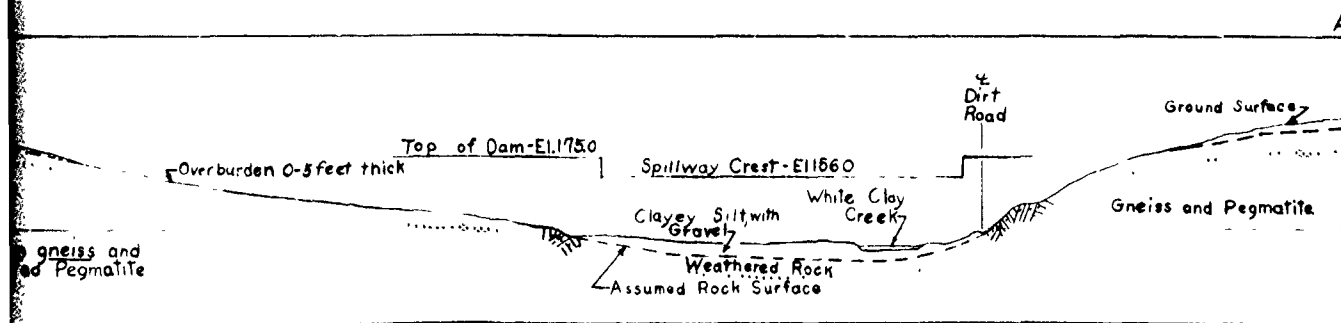 ℄
Dirt
Road
Ground Surface
Top of Dam-El.175.0
Overburden 0-5 feet thick
Spillway Crest-El156.0
White Clay
Creek
Clayey Silt, with
Gravel
Gneiss and Pegmatite
gneiss and
Pegmatite
Weathered Rock
Assumed Rock Surface